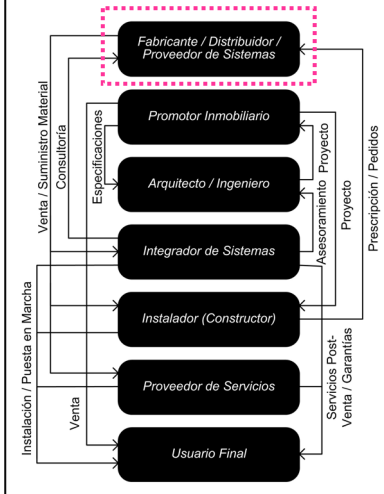 Fabricante / Distribuidor /
Proveedor de Sistemas
Promotor Inmobiliario
Arquitecto / Ingeniero
Integrador de Sistemas
Instalador (Constructor)
Proveedor de Servicios
Usuario Final
Venta / Suministro Material
Consultoría
Especificaciones
Instalación / Puesta en Marcha
Venta
Asesoramiento
Proyecto
Proyecto
Prescripción / Pedidos
Servicios Post-
Venta / Garantías